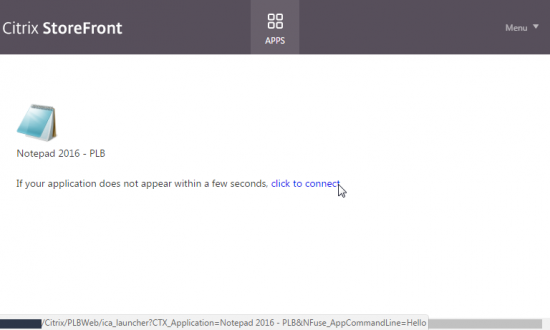 Citrix StoreFront
APPS
Menu
Notepad 2016 - PLB
If your application does not appear within a few seconds, click to connect
/Citrix/PLBWeb/ica_launcher?CTX_Application=Notepad 2016 - PLB&NFuse_AppCommandLine=Hello